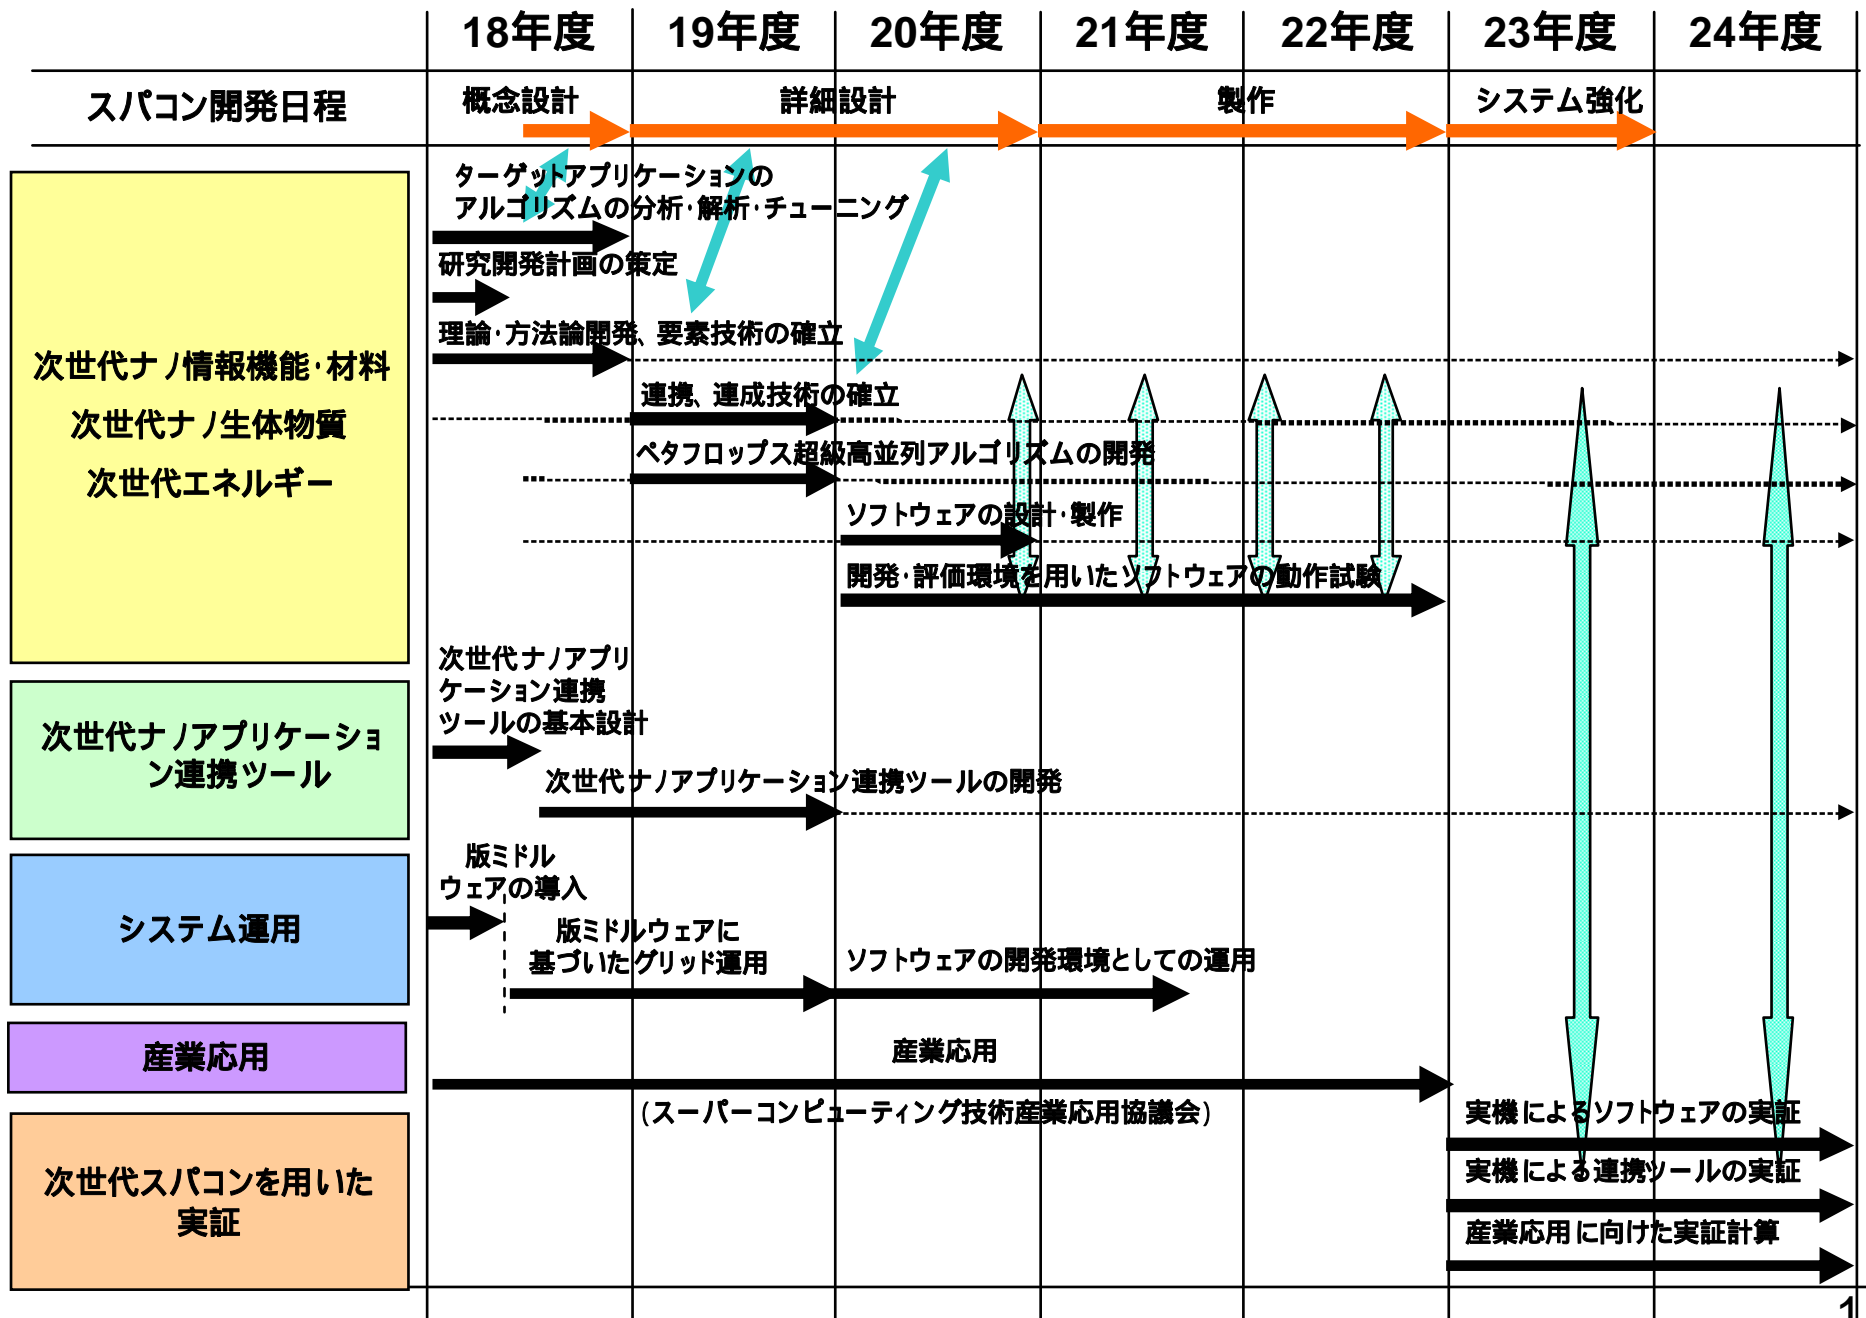 18年度 19年度 20年度 21年度 22年度 23年度 24年度
スパコン開発日程
概念設計 詳細設計 製作 システム強化
ターゲットアプリケーションの
アルゴリズムの分析・解析・チューニング
研究開発計画の策定
理論・方法論開発、要素技術の確立
連携、連成技術の確立
ペタフロップス超級高並列アルゴリズムの開発
ソフトウェアの設計・製作
開発・評価環境を用いたソフトウェアの動作試験
次世代ナノ情報機能・材料
次世代ナノ生体物質
次世代エネルギー
次世代ナノアプリ
ケーション連携
ツールの基本設計
次世代ナノアプリケーショ
ン連携ツール
次世代ナノアプリケーション連携ツールの開発
版ミドル
ウェアの導入
システム運用
版ミドルウェアに
基づいたグリッド運用
ソフトウェアの開発環境としての運用
産業応用
産業応用
(スーパーコンピューティング技術産業応用協議会)
次世代スパコンを用いた
実証
実機によるソフトウェアの実証
実機による連携ツールの実証
産業応用に向けた実証計算
1